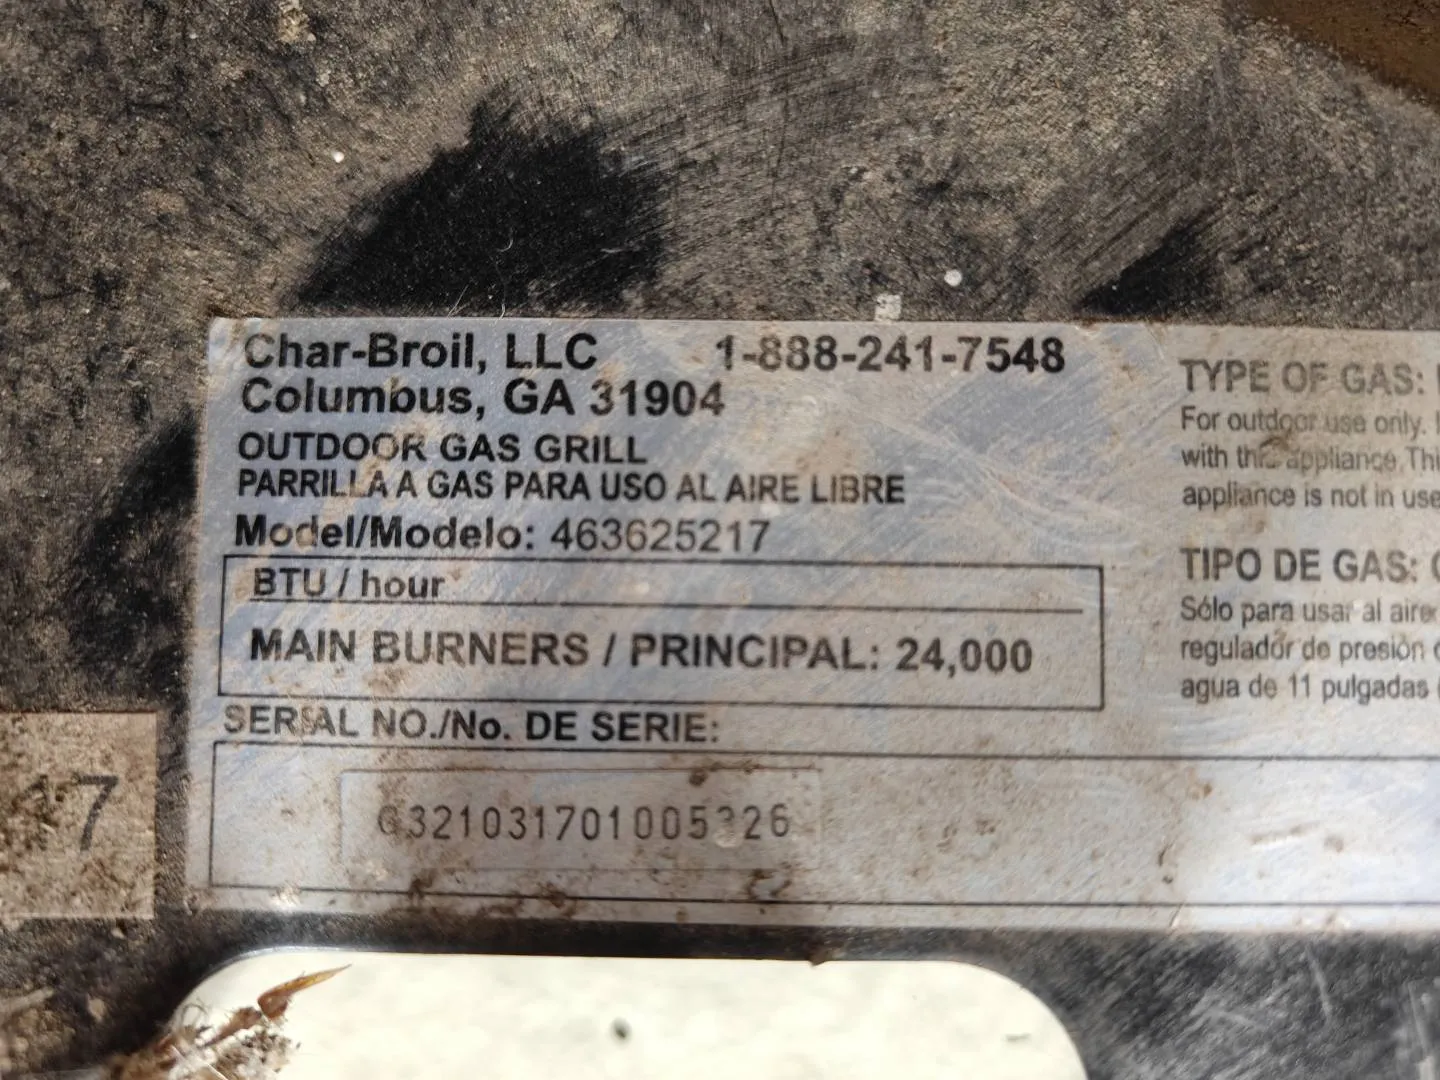 Char-Broil, LLC 1-888-241-7548
Columbus, GA 31904
OUTDOOR GAS GRILL
PARRILLA A GAS PARA USO AL AIRE LIBRE
Model/Modelo: 463625217
BTU / hour
MAIN BURNERS / PRINCIPAL: 24,000
SERIAL NO./No. DE SERIE:
17
TYPE OF GAS:
For outdoor use only.
with this appliance. This
appliance is not in use
TIPO DE GAS:
Sólo para usar al aire
regulador de presión
agua de 11 pulgadas